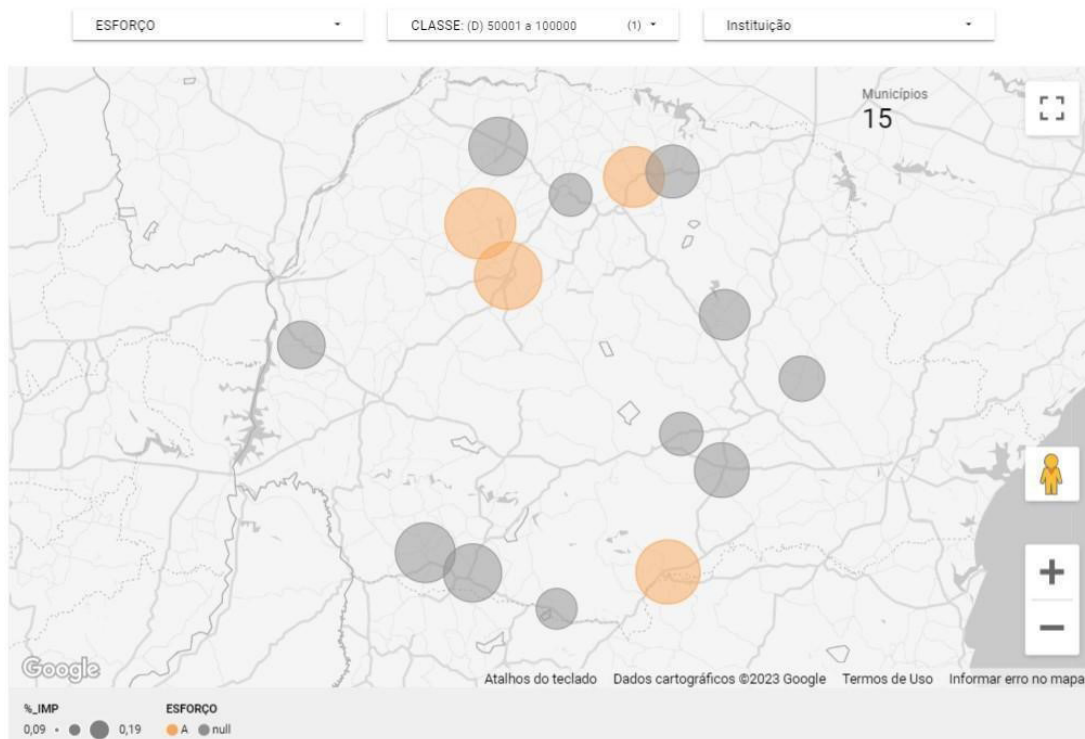 ESFORÇO
CLASSE: (D) 50001 a 100000 (1)
Instituição
Municípios
15
Google
Atalhos do teclado Dados cartográficos ©2023 Google Termos de Uso Informar erro no mapa
%_IMP ESFORÇO
0,09 0,19 A null